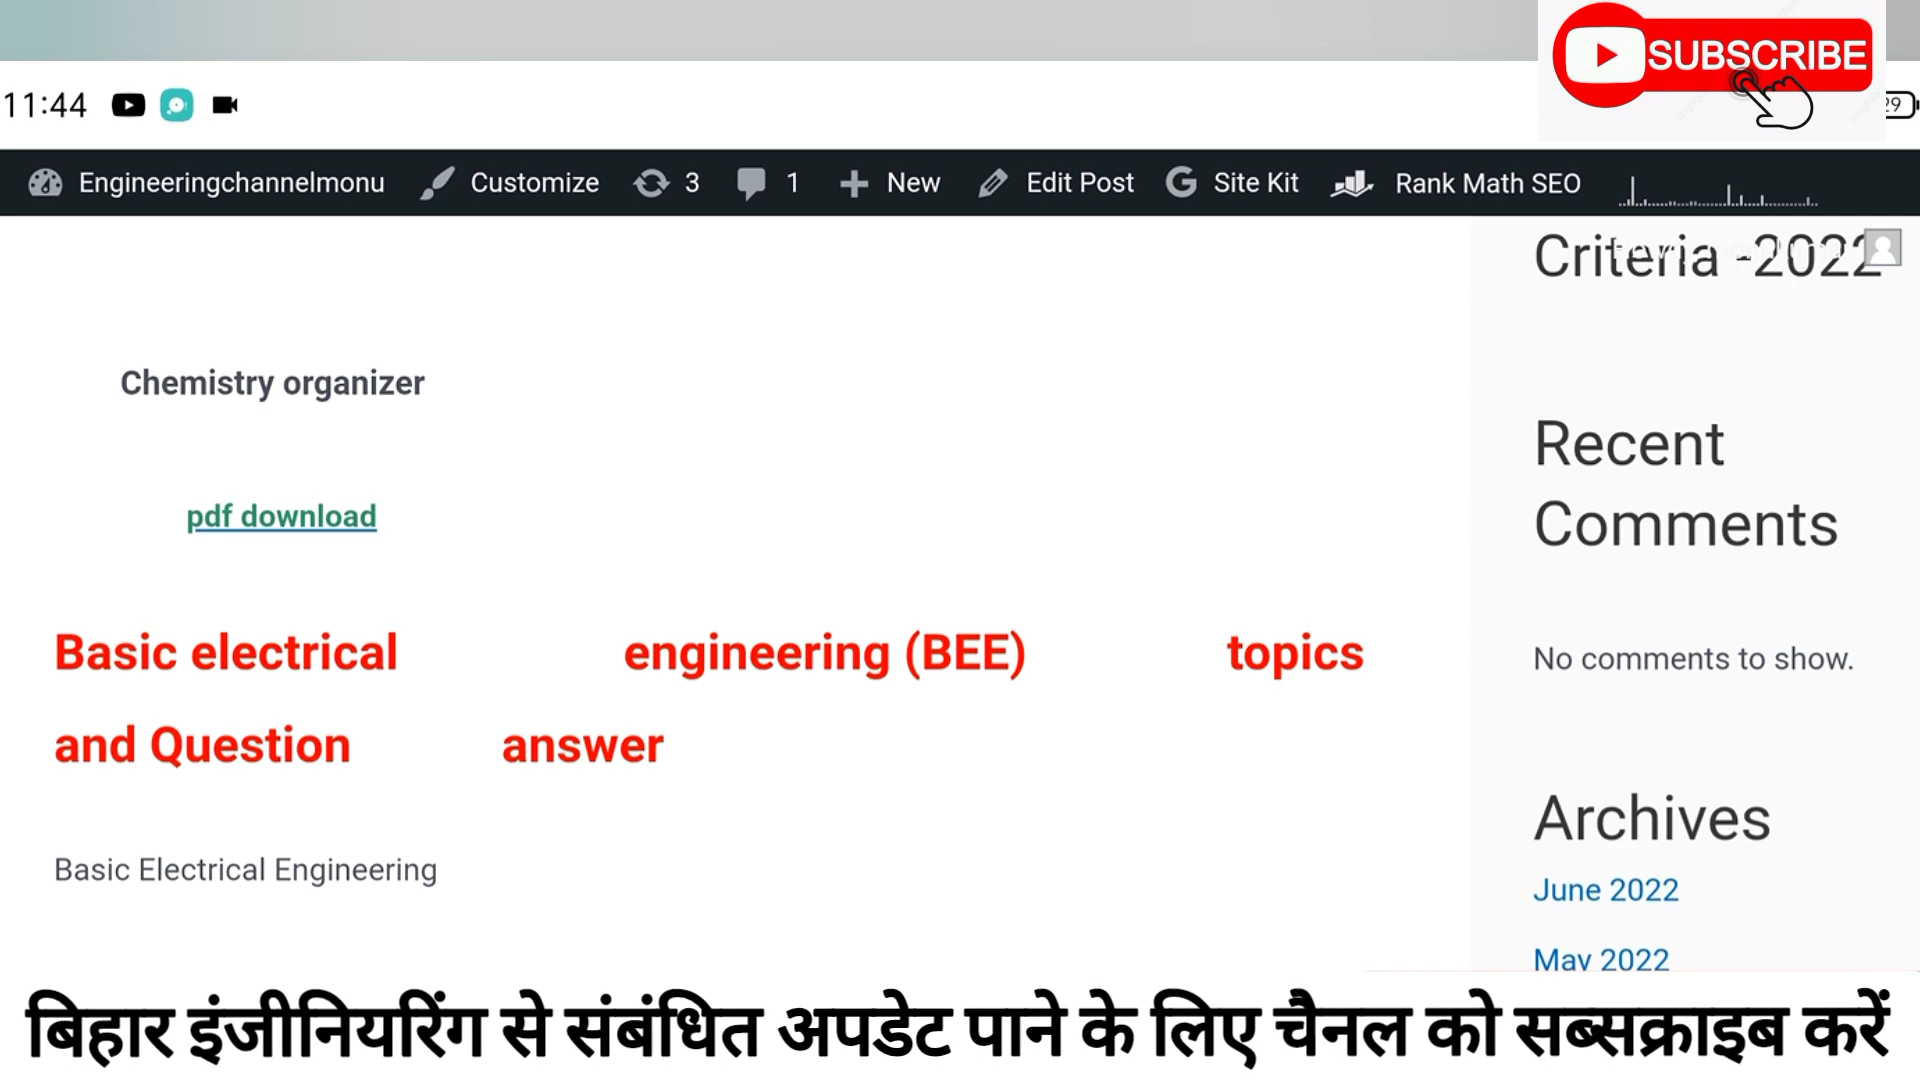 SUBSCRIBE
11:44
29
Engineeringchannelmonu Customize 3 1 New Edit Post Site Kit Rank Math SEO
Criteria -2022
Chemistry organizer
pdf download
Basic electrical engineering (BEE) topics
and Question answer
Basic Electrical Engineering
Recent
Comments
No comments to show.
Archives
June 2022
May 2022
बिहार इंजीनियरिंग से संबंधित अपडेट पाने के लिए चैनल को सब्सक्राइब करें